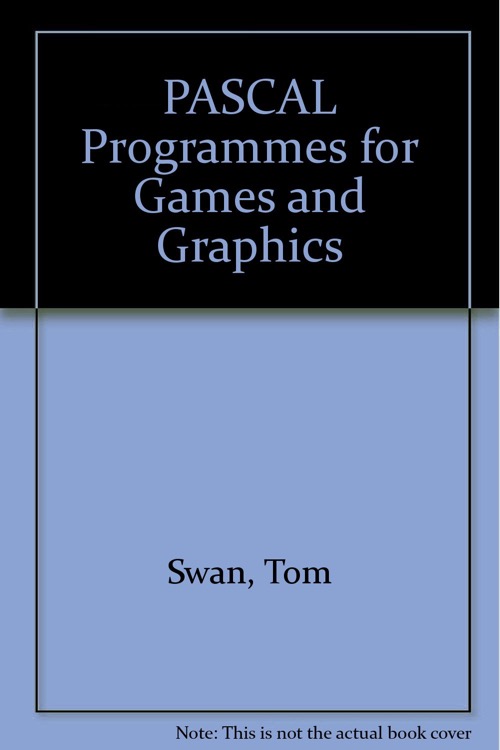 PASCAL
Programmes for
Games and
Graphics
Swan, Tom
Note: This is not the actual book cover